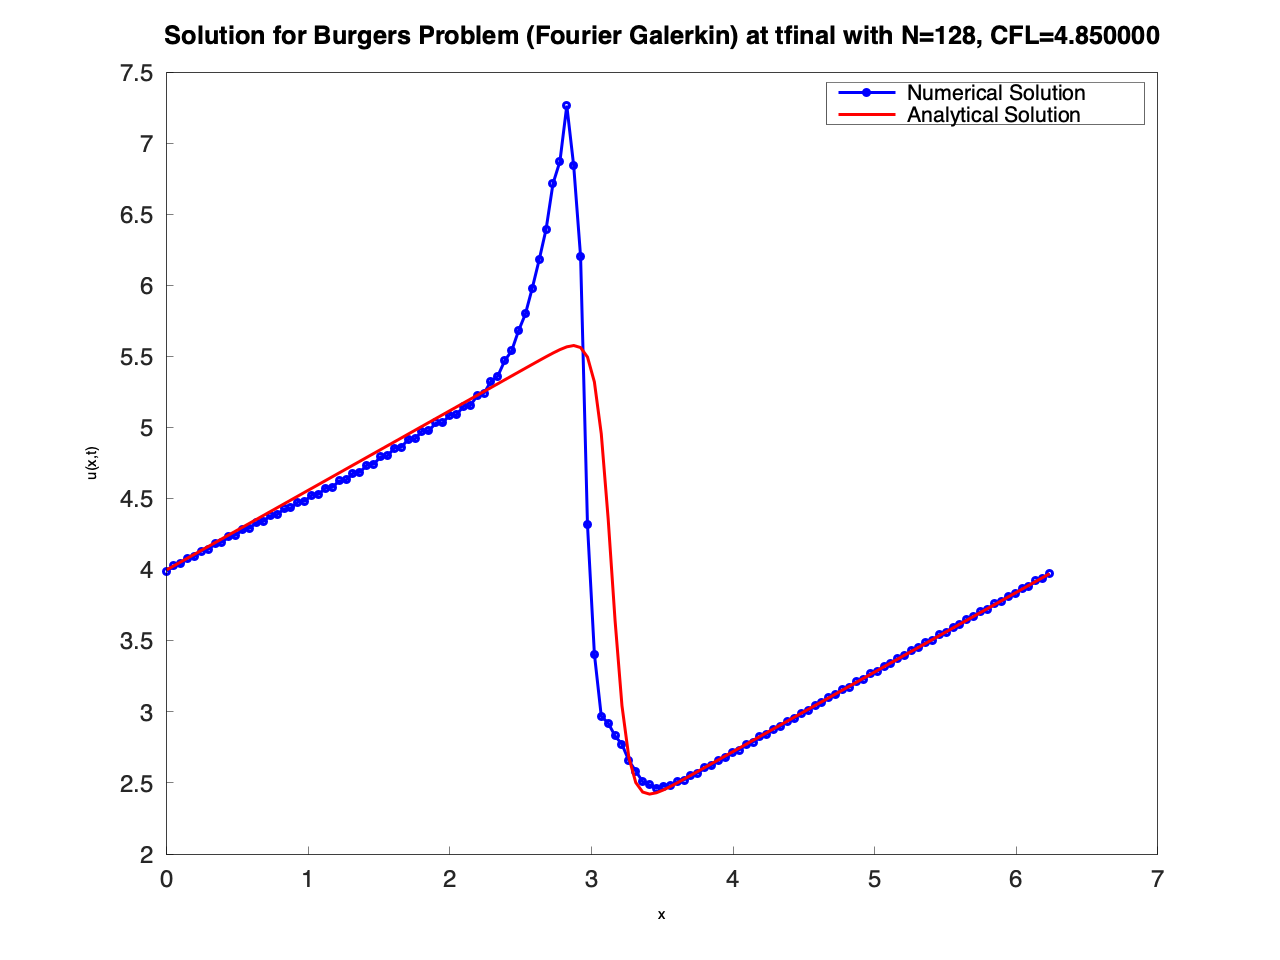 Solution for Burgers Problem (Fourier Galerkin) at tfinal with N=128, CFL=4.850000
7.5
Numerical Solution
Analytical Solution
7
6.5
6
5.5
5
u(x,t)
4.5
4
3.5
3
2.5
2
0 1 2 3 4 5 6 7
x